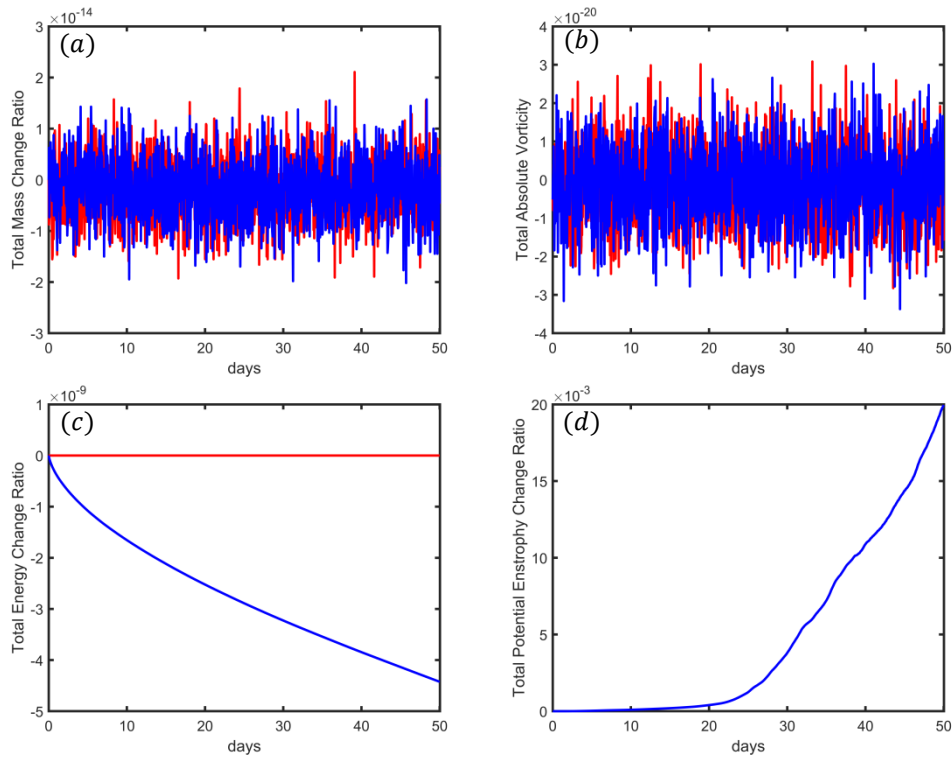 ×10⁻¹⁴
(a)
Total Mass Change Ratio
3
2
1
0
-1
-2
-3
0 10 20 30 40 50
days
×10⁻²⁰
(b)
Total Absolute Vorticity
4
3
2
1
0
-1
-2
-3
-4
0 10 20 30 40 50
days
×10⁻⁹
(c)
Total Energy Change Ratio
1
0
-1
-2
-3
-4
-5
0 10 20 30 40 50
days
×10⁻³
(d)
Total Potential Enstrophy Change Ratio
20
15
10
5
0
0 10 20 30 40 50
days